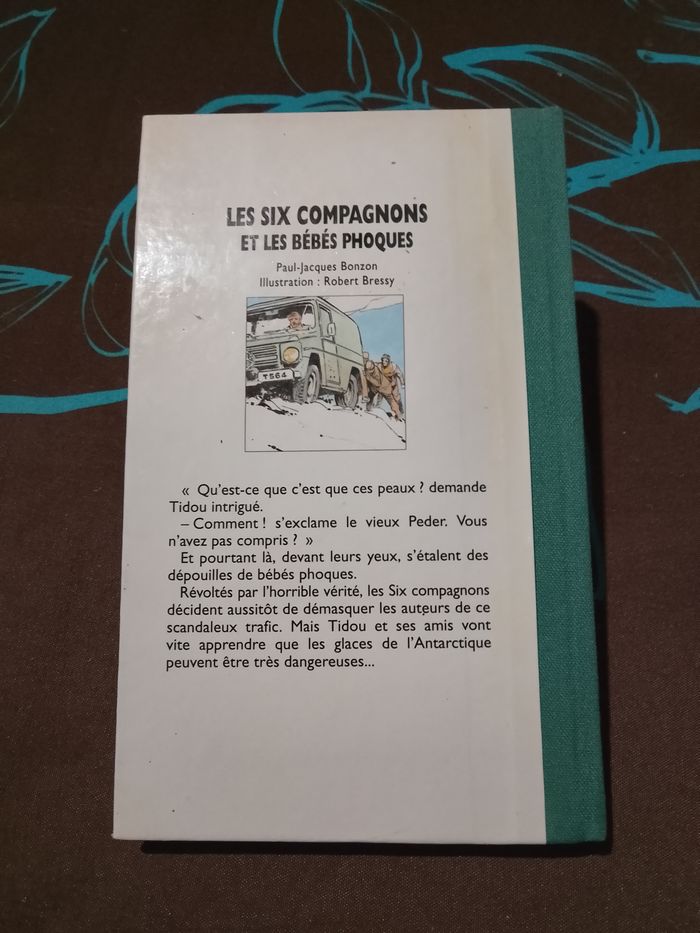 LES SIX COMPAGNONS
ET LES BÉBÉS PHOQUES
Paul-Jacques Bonzon
Illustration : Robert Bressy
T564
« Qu'est-ce que c'est que ces peaux ? demande
Tidou intrigué.
– Comment ! s'exclame le vieux Peder. Vous
n'avez pas compris ? »
Et pourtant là, devant leurs yeux, s'étalent des
dépouilles de bébés phoques.
Révoltés par l'horrible vérité, les Six compagnons
décident aussitôt de démasquer les auteurs de ce
scandaleux trafic. Mais Tidou et ses amis vont
vite apprendre que les glaces de l'Antarctique
peuvent être très dangereuses...